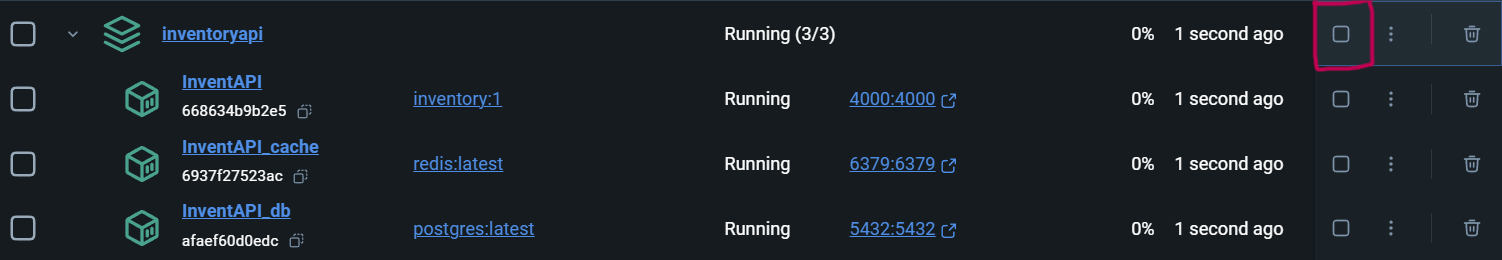 inventoryapi Running (3/3) 0% 1 second ago
InventAPI
668634b9b2e5 inventory:1 Running 4000:4000 0% 1 second ago
InventAPI_cache
6937f27523ac redis:latest Running 6379:6379 0% 1 second ago
InventAPI_db
afaef60d0edc postgres:latest Running 5432:5432 0% 1 second ago